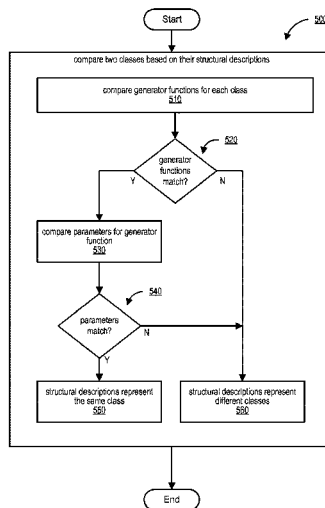 Start
500
compare two classes based on their structural descriptions
compare generator functions for each class
510
520
generator
functions
match?
Y
N
compare parameters for generator
function
530
540
parameters
match?
N
Y
structural descriptions represent
the same class
550
structural descriptions represent
different classes
560
End